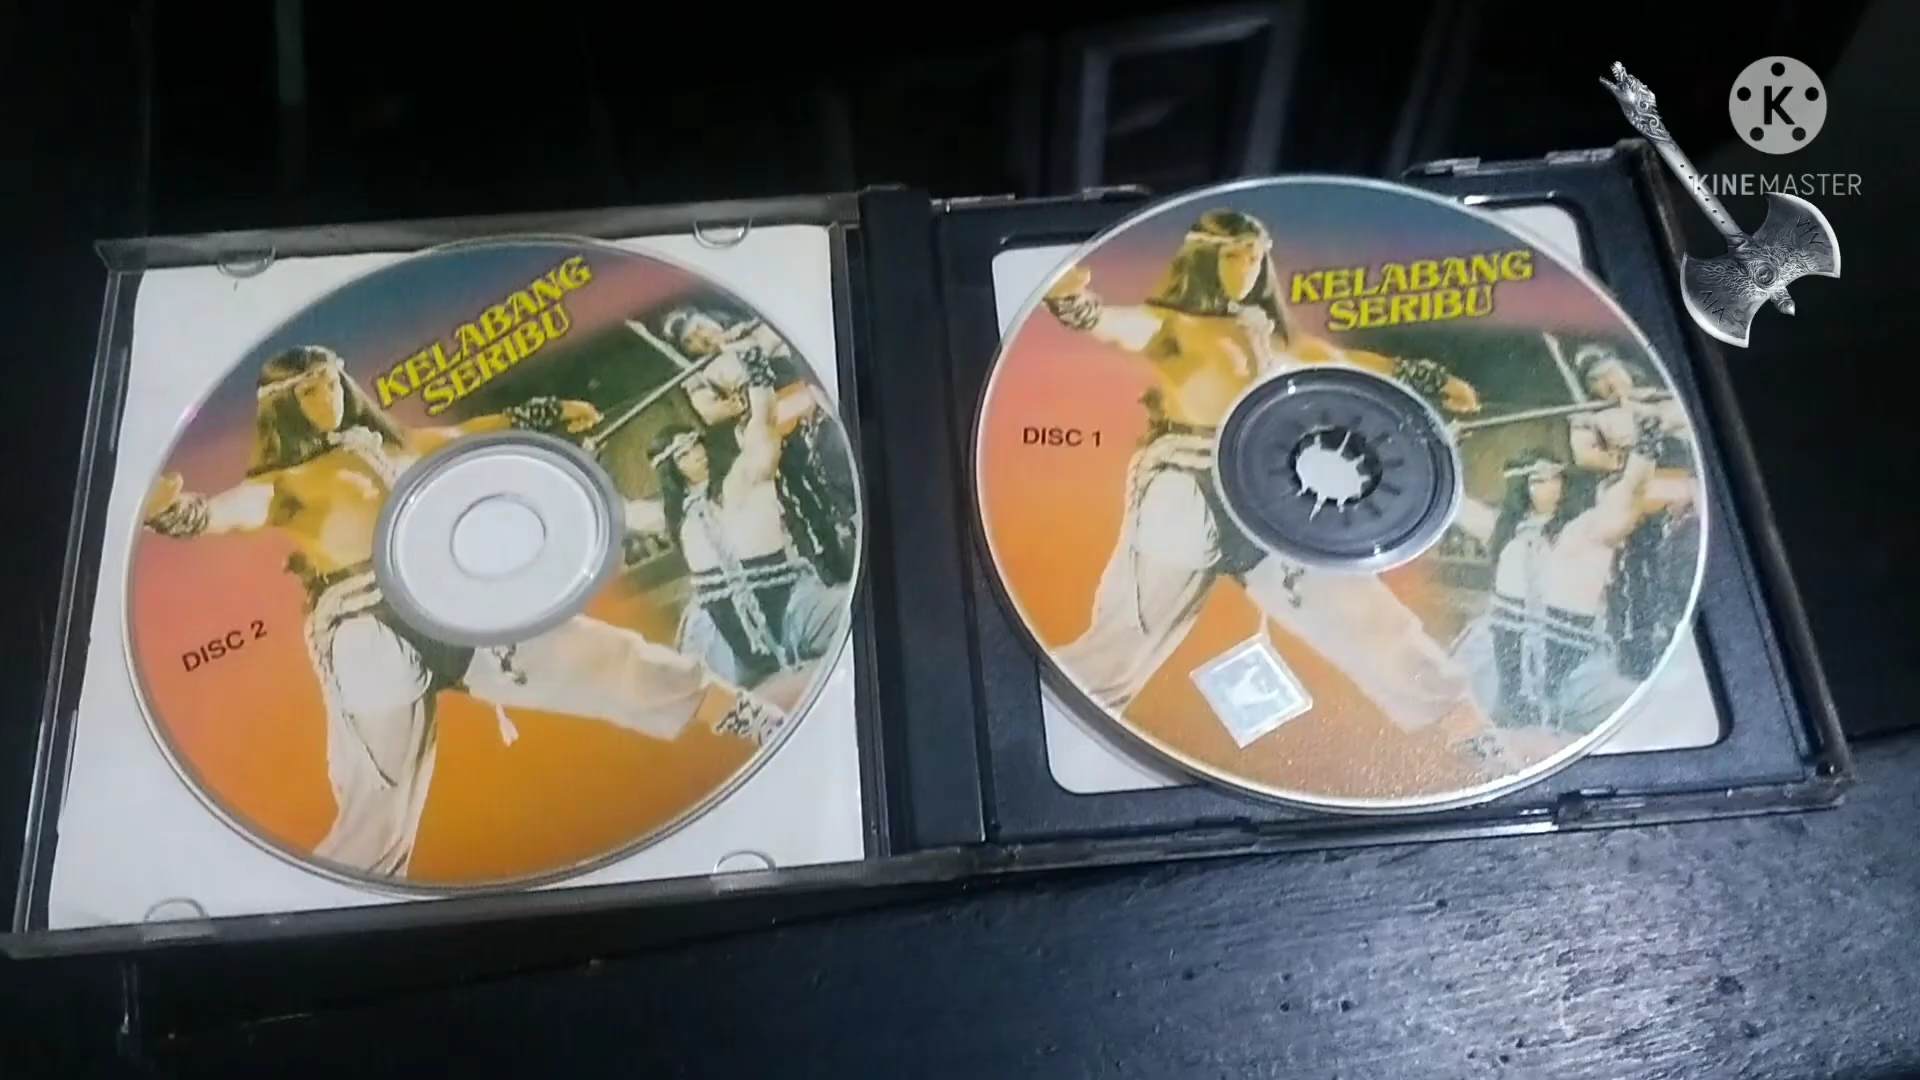 KELABANG
SERIBU
DISC 2
KELABANG
SERIBU
DISC 1
K
KINEMASTER